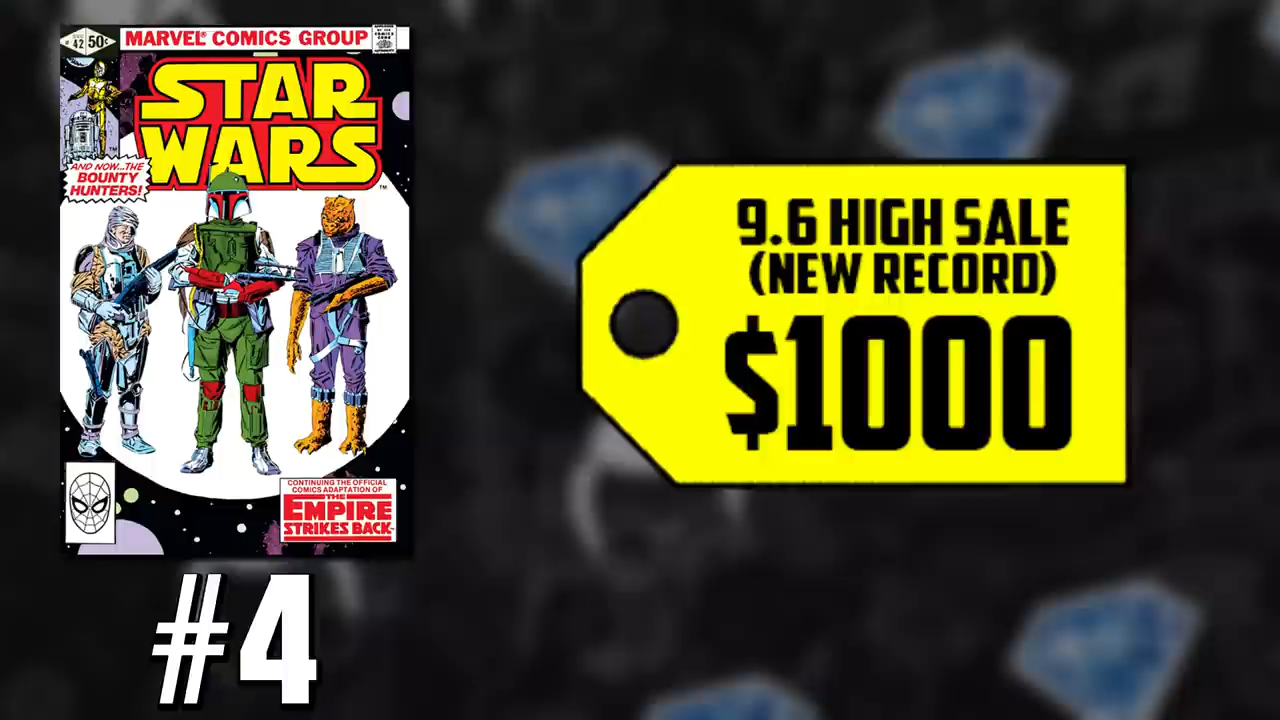 MARVEL® COMICS GROUP
50¢
42
STAR
WARS
™
AND NOW...THE
BOUNTY
HUNTERS!
CONTINUING THE OFFICIAL
COMICS ADAPTATION OF
THE
EMPIRE
STRIKES BACK
#4
9.6 HIGH SALE
(NEW RECORD)
$1000